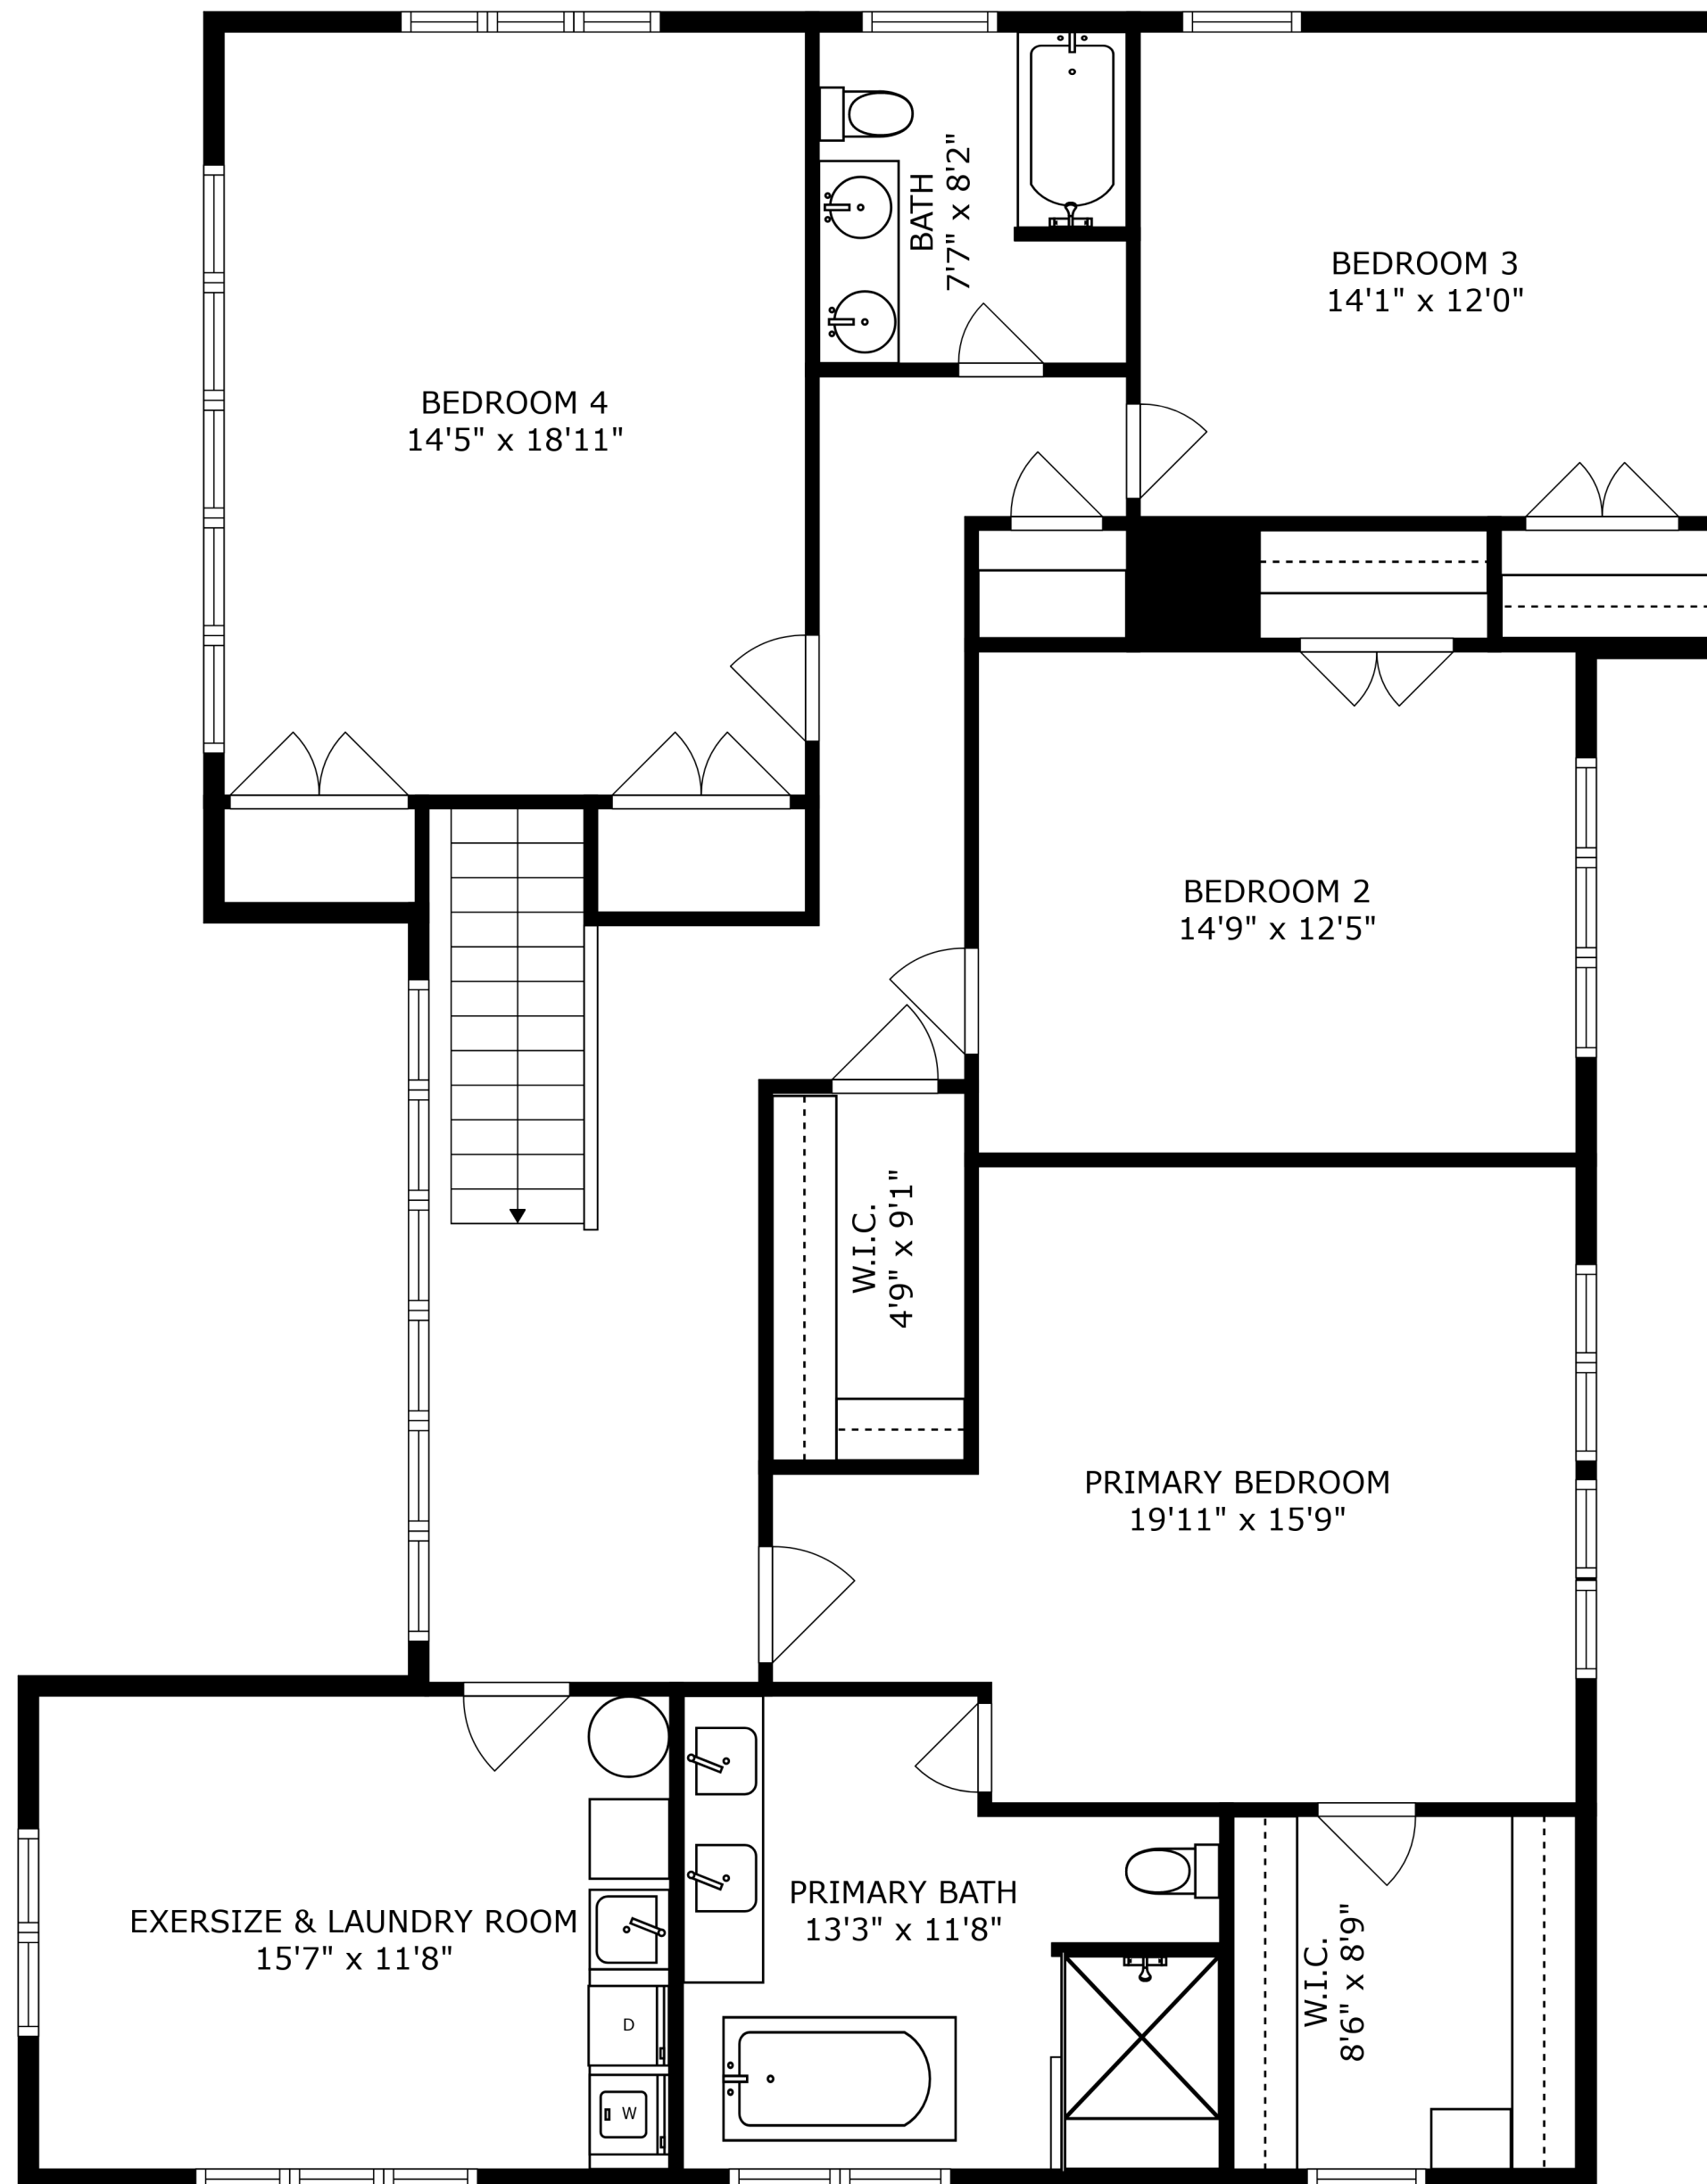 BATH
7'7" x 8'2"
BEDROOM 3
14'1" x 12'0"
BEDROOM 4
14'5" x 18'11"
BEDROOM 2
14'9" x 12'5"
W.I.C.
4'9" x 9'1"
PRIMARY BEDROOM
19'11" x 15'9"
PRIMARY BATH
13'3" x 11'8"
EXERSIZE & LAUNDRY ROOM
15'7" x 11'8"
W.I.C.
8'6" x 8'9"
D
W